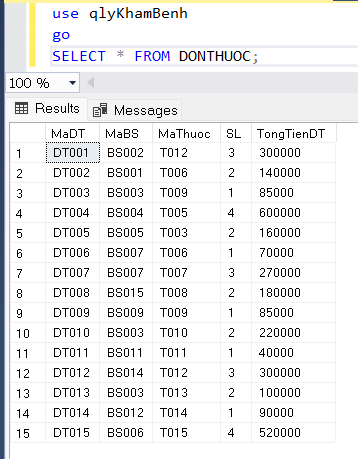 use qlyKhamBenh
go
SELECT * FROM DONTHUOC;
100 %
Results Messages
MaDT MaBS MaThuoc SL TongTienDT
1 DT001 BS002 T012 3 300000
2 DT002 BS001 T006 2 140000
3 DT003 BS003 T009 1 85000
4 DT004 BS004 T005 4 600000
5 DT005 BS005 T003 2 160000
6 DT006 BS007 T006 1 70000
7 DT007 BS007 T007 3 270000
8 DT008 BS015 T008 2 180000
9 DT009 BS009 T009 1 85000
10 DT010 BS003 T010 2 220000
11 DT011 BS011 T011 1 40000
12 DT012 BS014 T012 3 300000
13 DT013 BS003 T013 2 100000
14 DT014 BS012 T014 1 90000
15 DT015 BS006 T015 4 520000